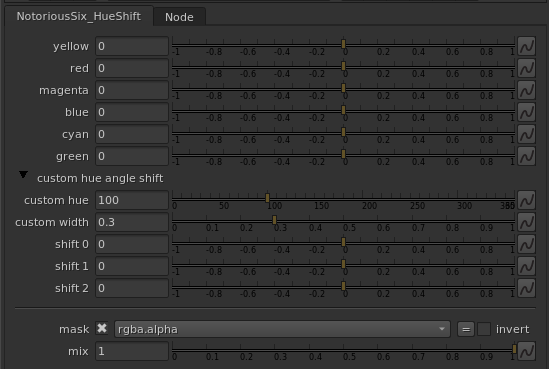 NotoriousSix_HueShift Node
yellow 0 -1 -0.8 -0.6 -0.4 -0.2 0 0.2 0.4 0.6 0.8 1
red 0 -1 -0.8 -0.6 -0.4 -0.2 0 0.2 0.4 0.6 0.8 1
magenta 0 -1 -0.8 -0.6 -0.4 -0.2 0 0.2 0.4 0.6 0.8 1
blue 0 -1 -0.8 -0.6 -0.4 -0.2 0 0.2 0.4 0.6 0.8 1
cyan 0 -1 -0.8 -0.6 -0.4 -0.2 0 0.2 0.4 0.6 0.8 1
green 0 -1 -0.8 -0.6 -0.4 -0.2 0 0.2 0.4 0.6 0.8 1
custom hue angle shift
custom hue 100 0 50 100 150 200 250 300
custom width 0.3 0 0.1 0.2 0.3 0.4 0.5 0.6 0.7 0.8 0.9 1
shift 0 0 -1 -0.8 -0.6 -0.4 -0.2 0 0.2 0.4 0.6 0.8 1
shift 1 0 -1 -0.8 -0.6 -0.4 -0.2 0 0.2 0.4 0.6 0.8 1
shift 2 0 -1 -0.8 -0.6 -0.4 -0.2 0 0.2 0.4 0.6 0.8 1
mask rgba.alpha = invert
mix 1 0 0.1 0.2 0.3 0.4 0.5 0.6 0.7 0.8 0.9 1